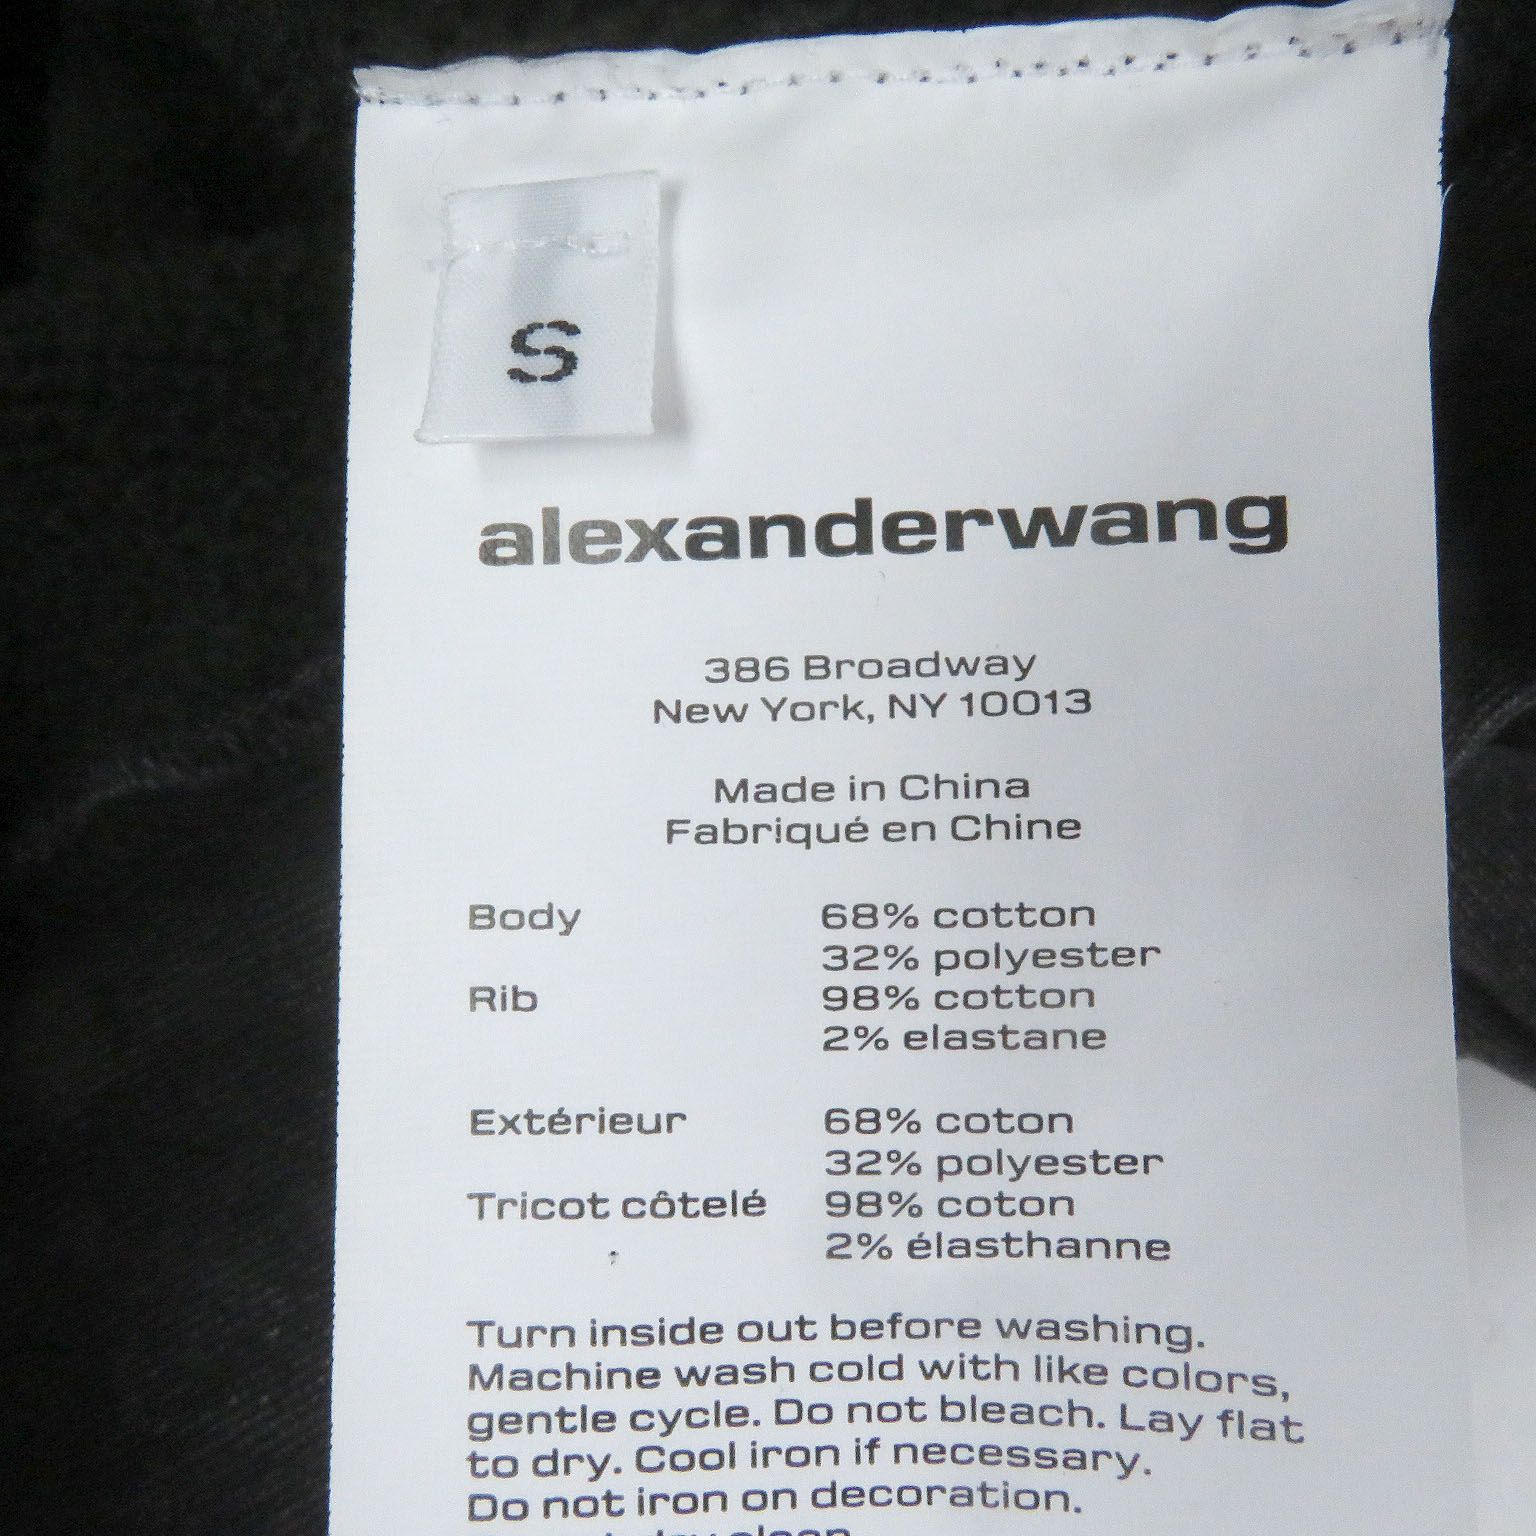 S
alexanderwang
386 Broadway
New York, NY 10013
Made in China
Fabriqué en Chine
Body 68% cotton
32% polyester
Rib 98% cotton
2% elastane
Extérieur 68% coton
32% polyester
Tricot côtelé 98% coton
2% élasthanne
Turn inside out before washing.
Machine wash cold with like colors,
gentle cycle. Do not bleach. Lay flat
to dry. Cool iron if necessary.
Do not iron on decoration.